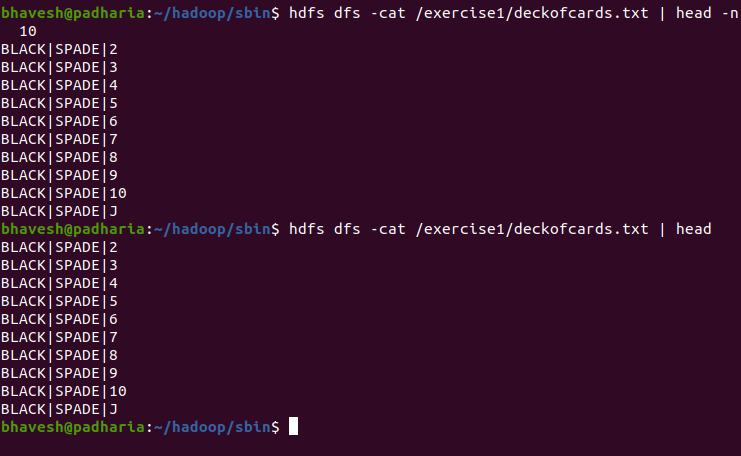 bhavesh@padharia:~/hadoop/sbin$ hdfs dfs -cat /exercise1/deckofcards.txt | head -n
10
BLACK|SPADE|2
BLACK|SPADE|3
BLACK|SPADE|4
BLACK|SPADE|5
BLACK|SPADE|6
BLACK|SPADE|7
BLACK|SPADE|8
BLACK|SPADE|9
BLACK|SPADE|10
BLACK|SPADE|J
bhavesh@padharia:~/hadoop/sbin$ hdfs dfs -cat /exercise1/deckofcards.txt | head
BLACK|SPADE|2
BLACK|SPADE|3
BLACK|SPADE|4
BLACK|SPADE|5
BLACK|SPADE|6
BLACK|SPADE|7
BLACK|SPADE|8
BLACK|SPADE|9
BLACK|SPADE|10
BLACK|SPADE|J
bhavesh@padharia:~/hadoop/sbin$